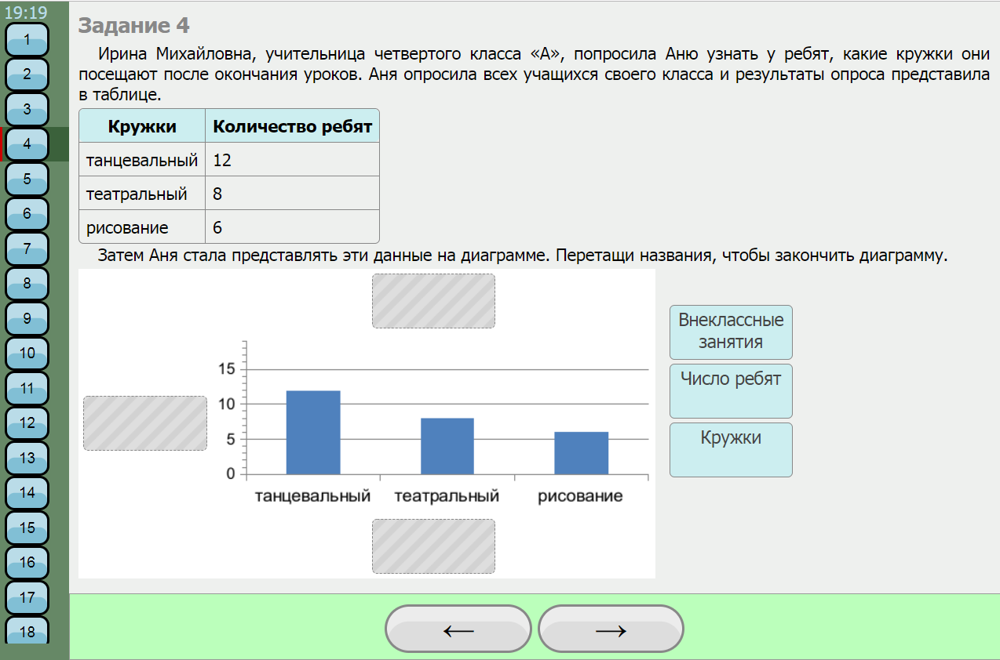 19:19
1
2
3
4
5
6
7
8
9
10
11
12
13
14
15
16
17
18
Задание 4
Ирина Михайловна, учительница четвертого класса «А», попросила Аню узнать у ребят, какие кружки они
посещают после окончания уроков. Аня опросила всех учащихся своего класса и результаты опроса представила
в таблице.
Кружки Количество ребят
танцевальный 12
театральный 8
рисование 6
Затем Аня стала представлять эти данные на диаграмме. Перетащи названия, чтобы закончить диаграмму.
15
10
5
0
танцевальный театральный рисование
Внеклассные
занятия
Число ребят
Кружки
← →